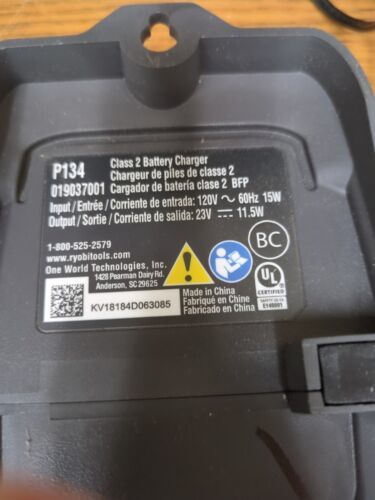 P134 Class 2 Battery Charger
Chargeur de piles de classe 2
019037001 Cargador de batería clase 2 BFP
Input / Entrée / Corriente de entrada: 120V ~ 60Hz 15W
Output / Sortie / Corriente de salida: 23V ⎓ 11.5W
1-800-525-2579
www.ryobitools.com
One World Technologies, Inc.
1428 Pearman Dairy Rd.
Anderson, SC 29625
KV18184D063085
BC
Made in China
Fabriqué en Chine
Fabricado en China
UL
LISTED
E140901